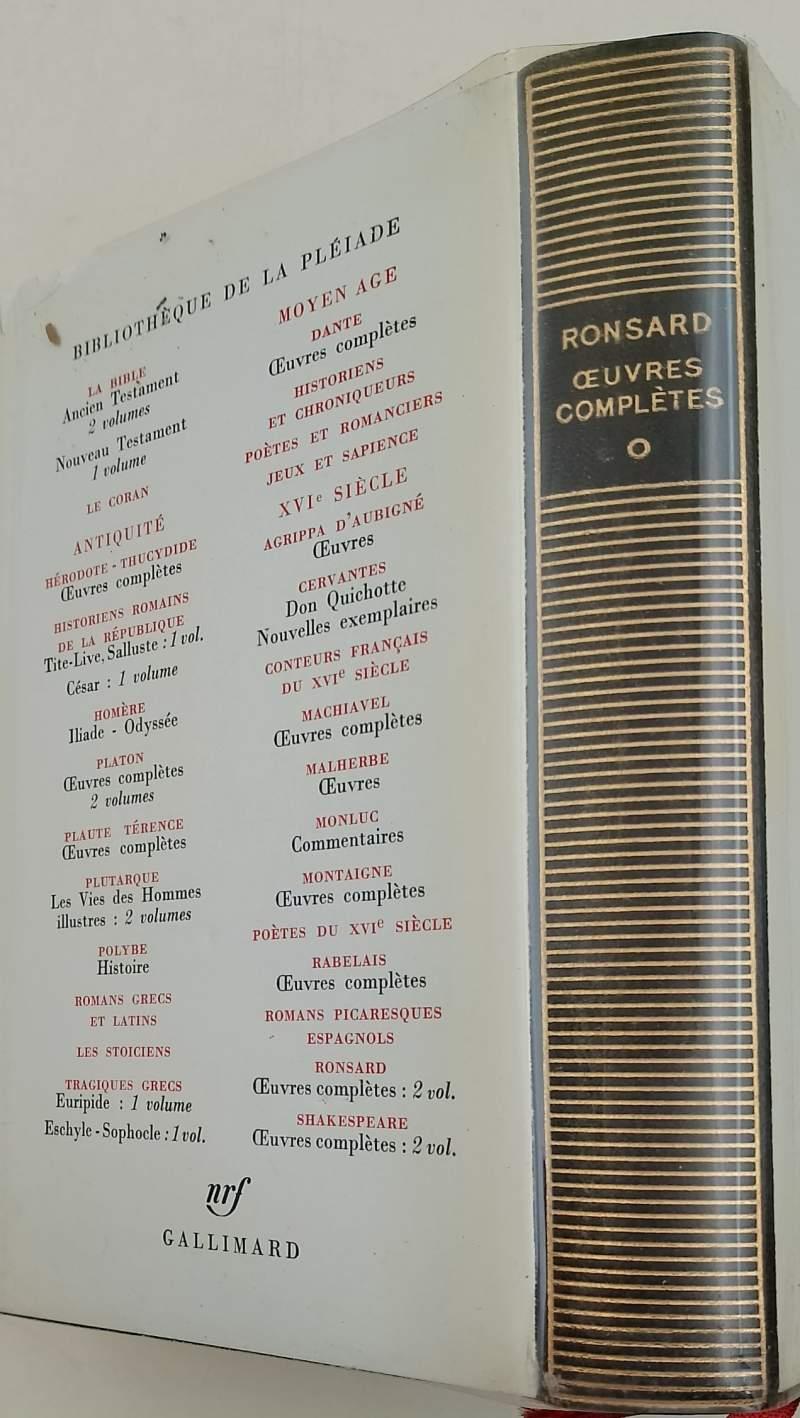 BIBLIOTHÈQUE DE LA PLÉIADE
LA BIBLE
Ancien Testament
2 volumes
Nouveau Testament
1 volume
LE CORAN
ANTIQUITÉ
HÉRODOTE - THUCYDIDE
Œuvres complètes
HISTORIENS ROMAINS
DE LA RÉPUBLIQUE
Tite-Live, Salluste : 1 vol.
César : 1 volume
HOMÈRE
Iliade - Odyssée
PLATON
Œuvres complètes
2 volumes
PLAUTE TÉRENCE
Œuvres complètes
PLUTARQUE
Les Vies des Hommes
illustres : 2 volumes
POLYBE
Histoire
ROMANS GRECS
ET LATINS
LES STOICIENS
TRAGIQUES GRECS
Euripide : 1 volume
Eschyle - Sophocle : 1 vol.
MOYEN AGE
DANTE
Œuvres complètes
HISTORIENS
ET CHRONIQUEURS
POÈTES ET ROMANCIERS
JEUX ET SAPIENCE
XVIe SIÈCLE
AGRIPPA D'AUBIGNÉ
Œuvres
CERVANTES
Don Quichotte
Nouvelles exemplaires
CONTEURS FRANÇAIS
DU XVIe SIÈCLE
MACHIAVEL
Œuvres complètes
MALHERBE
Œuvres
MONLUC
Commentaires
MONTAIGNE
Œuvres complètes
POÈTES DU XVIe SIÈCLE
RABELAIS
Œuvres complètes
ROMANS PICARESQUES
ESPAGNOLS
RONSARD
Œuvres complètes : 2 vol.
SHAKESPEARE
Œuvres complètes : 2 vol.
nrf
GALLIMARD
RONSARD
ŒUVRES
COMPLÈTES